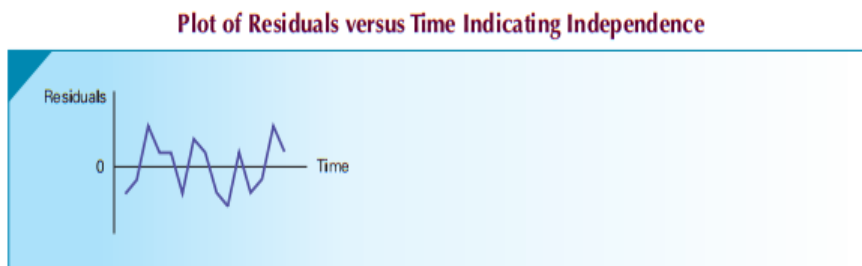 Plot of Residuals versus Time Indicating Independence
Residuals
0
Time